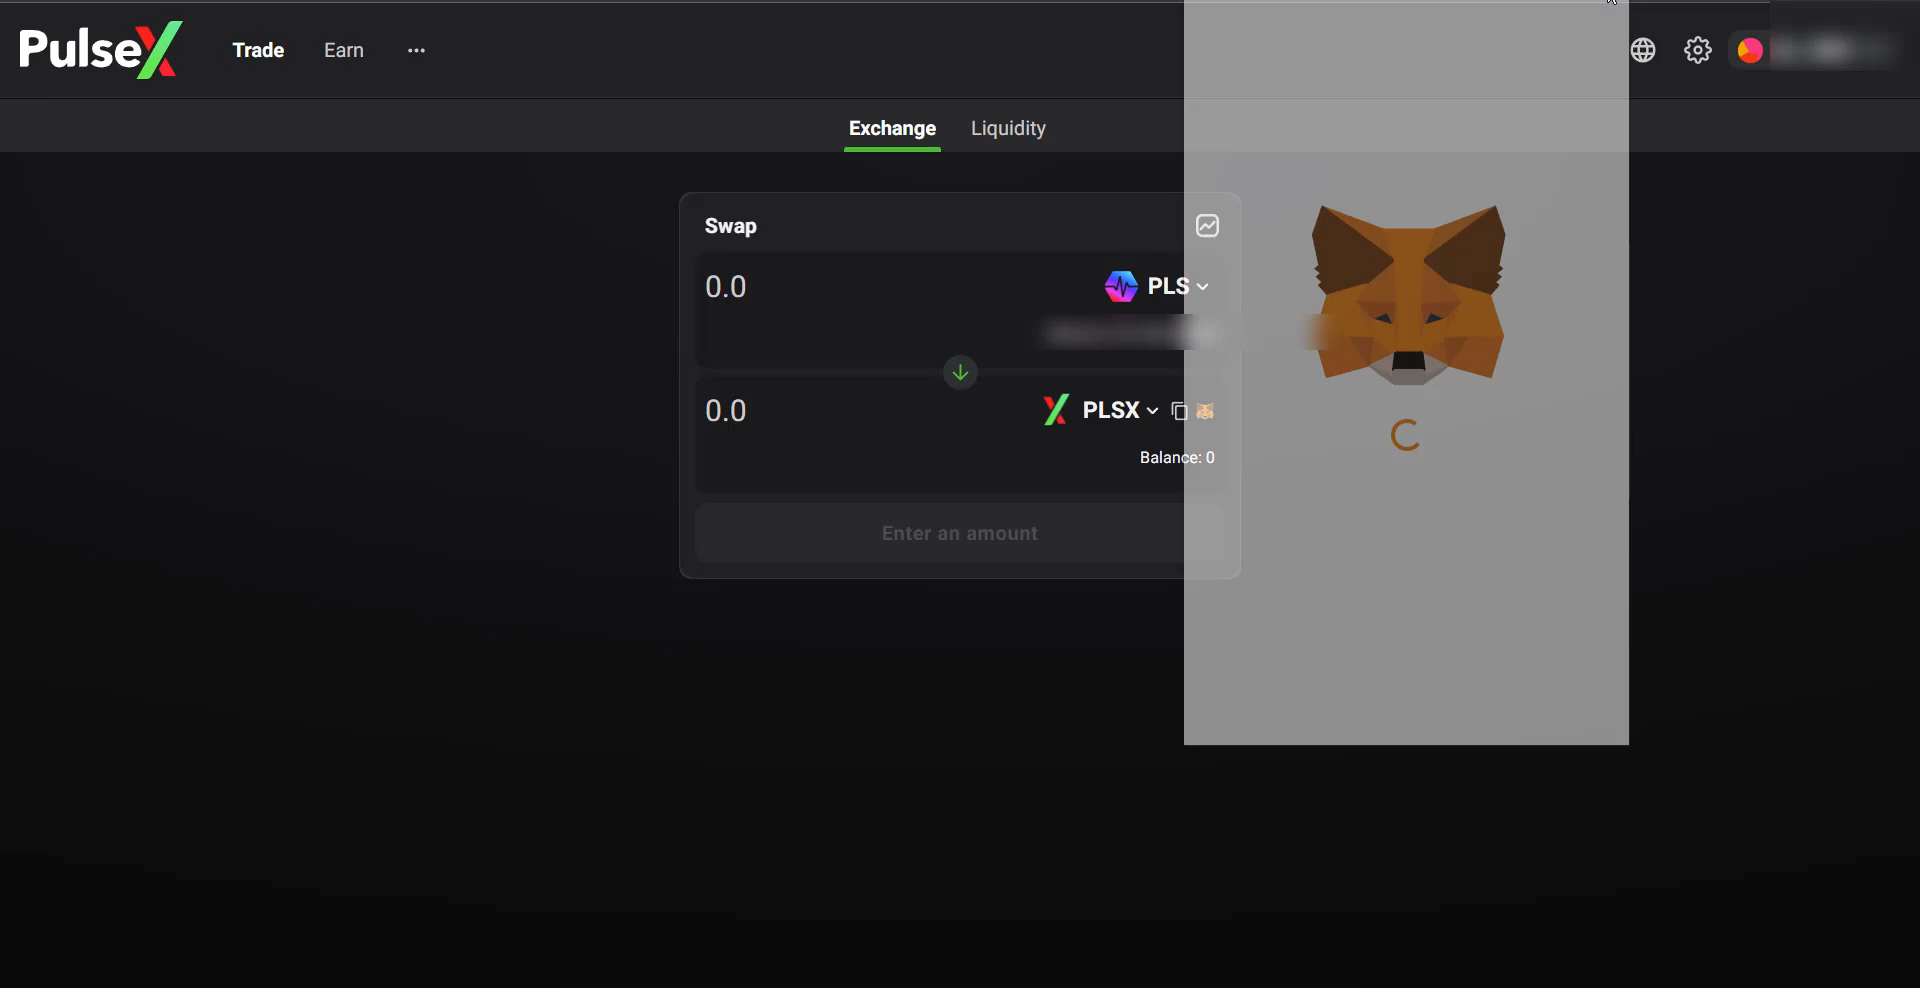 PulseX
Trade
Earn
Exchange
Liquidity
Swap
0.0
PLS
0.0
PLSX
Balance: 0
Enter an amount